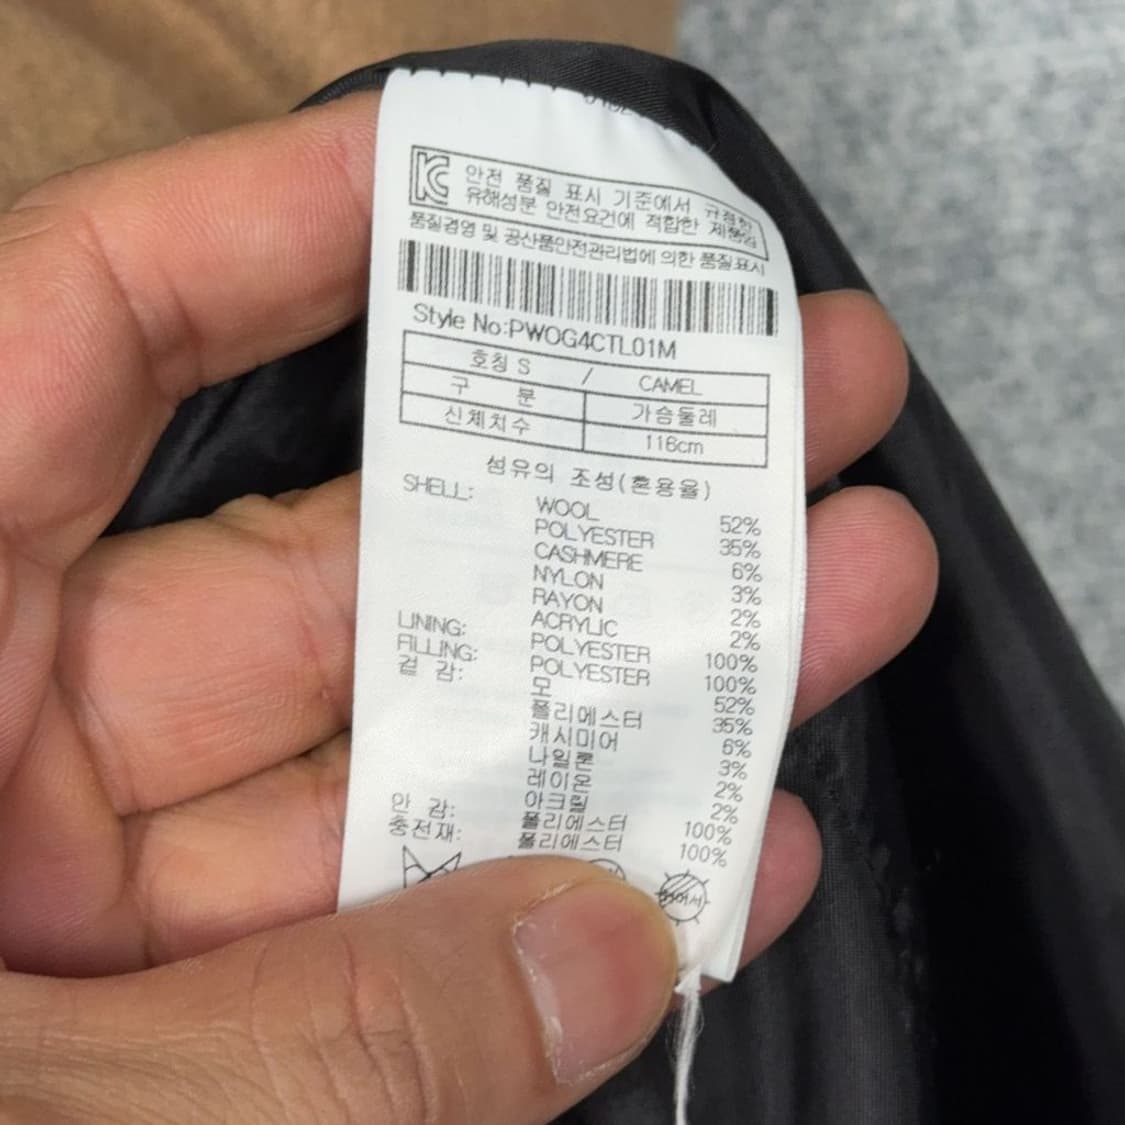 KC 안전 품질 표시 기준에서 규정한
유해성분 안전요건에 적합한 제품임
품질경영 및 공산품안전관리법에 의한 품질표시
Style No:PWOG4CTL01M
호칭 S / CAMEL
구 분 가슴둘레
신체치수 116cm
섬유의 조성(혼용율)
SHELL: WOOL 52%
POLYESTER 35%
CASHMERE 6%
NYLON 3%
RAYON 2%
ACRYLIC 2%
LINING: POLYESTER 100%
FILLING: POLYESTER 100%
겉 감: 모 52%
폴리에스터 35%
캐시미어 6%
나일론 3%
레이온 2%
아크릴 2%
안 감: 폴리에스터 100%
충전재: 폴리에스터 100%